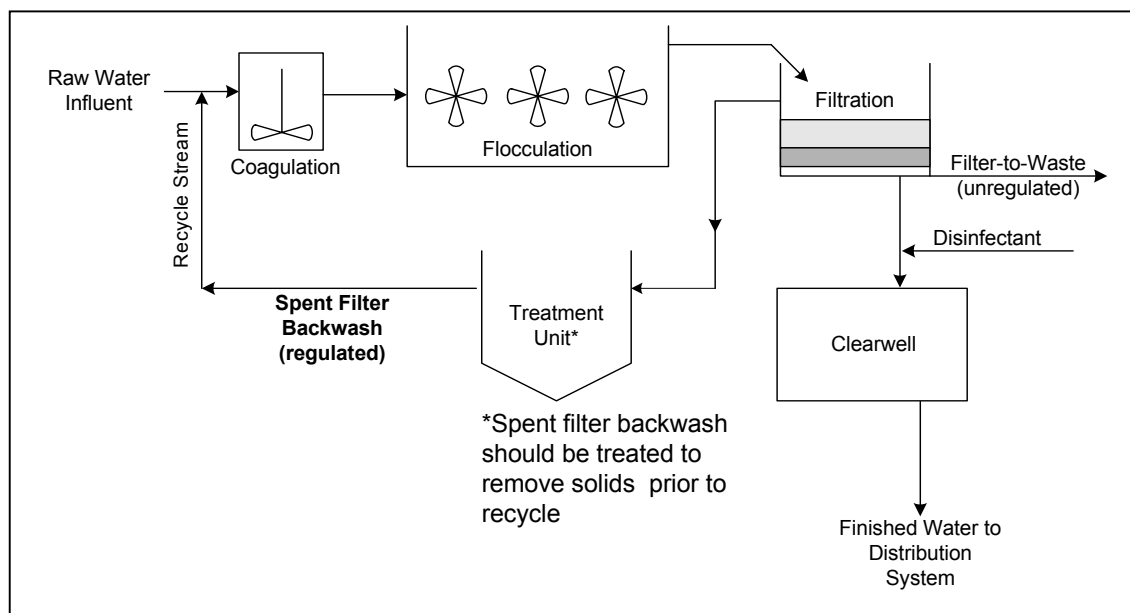 Raw Water
Influent
Recycle Stream
Coagulation
Flocculation
Filtration
Filter-to-Waste
(unregulated)
Disinfectant
Spent Filter
Backwash
(regulated)
Treatment
Unit*
Clearwell
*Spent filter backwash
should be treated to
remove solids prior to
recycle
Finished Water to
Distribution
System